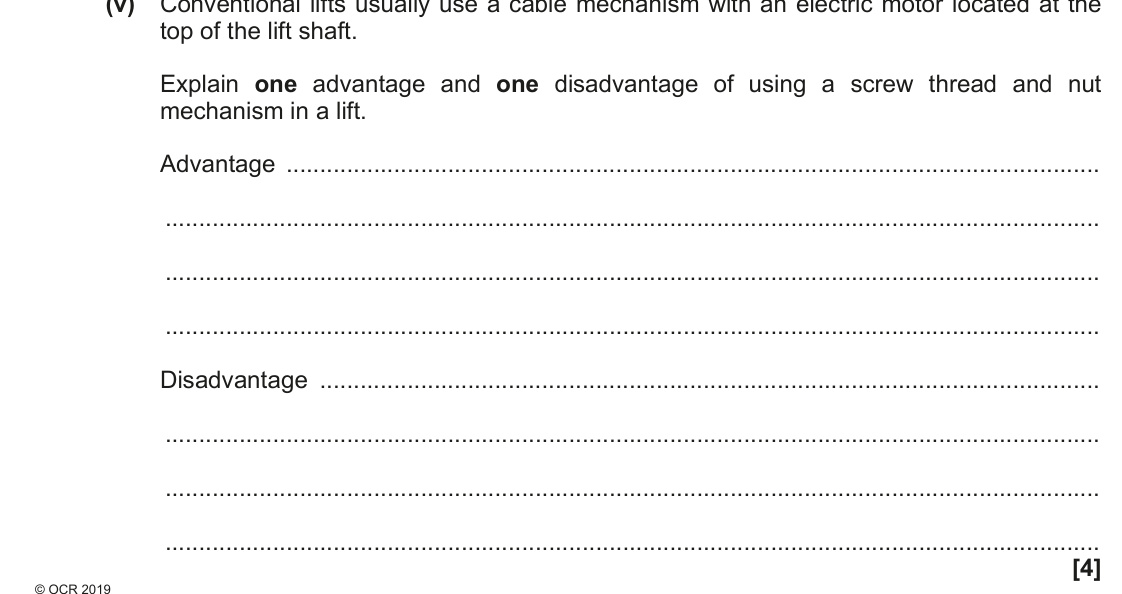 (v) Conventional lifts usually use a cable mechanism with an electric motor located at the
top of the lift shaft.
Explain one advantage and one disadvantage of using a screw thread and nut
mechanism in a lift.
Advantage ..........................................................................................................................
............................................................................................................................................
............................................................................................................................................
............................................................................................................................................
Disadvantage .....................................................................................................................
............................................................................................................................................
............................................................................................................................................
............................................................................................................................................
[4]
© OCR 2019